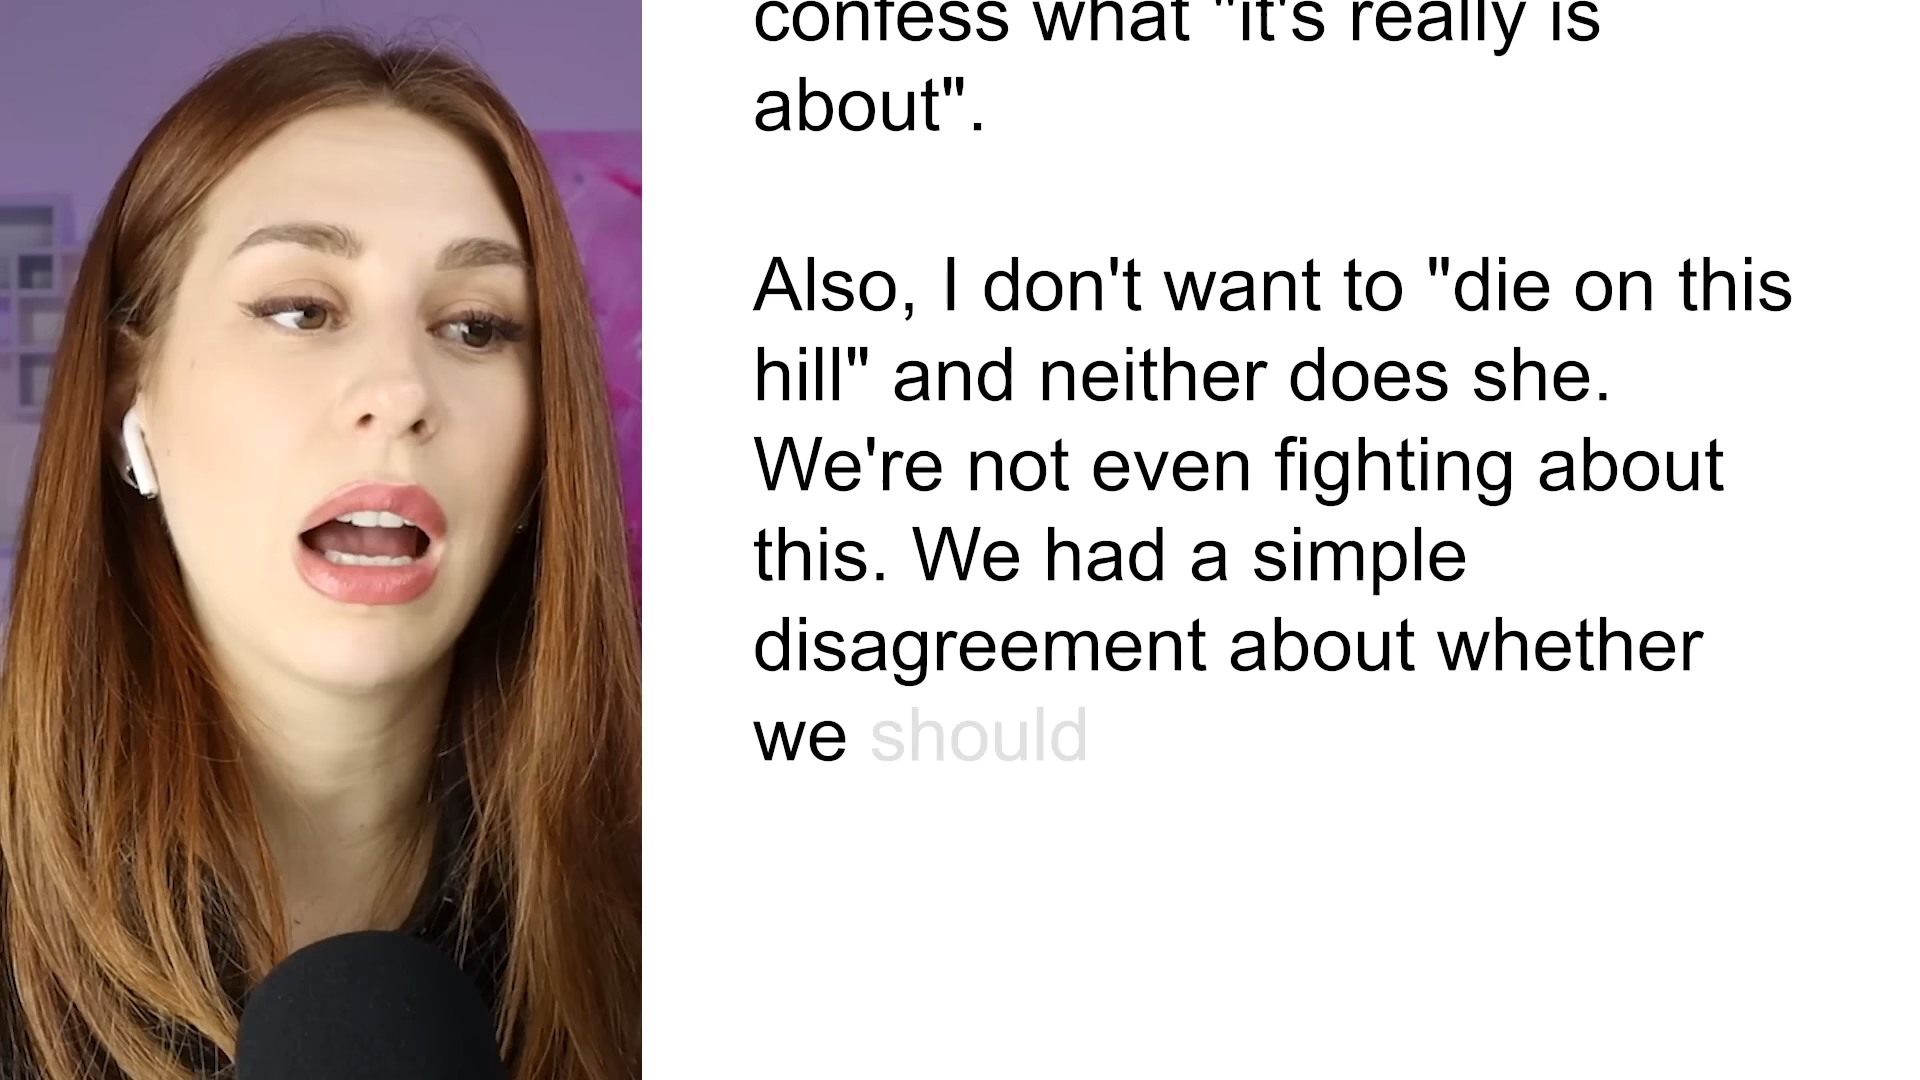 confess what "it's really is
about".
Also, I don't want to "die on this
hill" and neither does she.
We're not even fighting about
this. We had a simple
disagreement about whether
we should